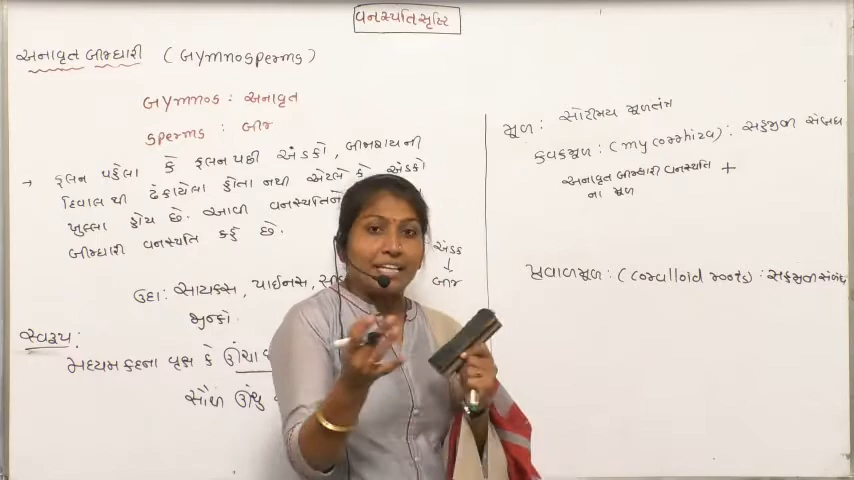 વનસ્પતિસૃષ્ટિ
અનાવૃત બીજધારી (Gymnosperms)
Gymnos : અનાવૃત
sperms : બીજ
→ ફલન પહેલા કે ફલન પછી અંડકો, બીજાશયની
દિવાલ થી ઢંકાયેલા હોતા નથી એટલે કે અંડકો
ખુલ્લા હોય છે. આવી વનસ્પતિને
બીજધારી વનસ્પતિ કહે છે.
અંડક
↓
બીજ
ઉદા: સાયકસ, પાઈનસ,
જીન્કો.
સ્વરૂપ:
મધ્યમ કદના વૃક્ષ કે ઊંચા
સૌથી ઊંચુ
મૂળ: સોટીમય મૂળતંત્ર
કવકમૂળ: (mycorrhiza): સહજીવી સંબંધ
અનાવૃત બીજધારી વનસ્પતિ +
ના મૂળ
પ્રવાળમૂળ: (coralloid roots): સહજીવી સંબંધ